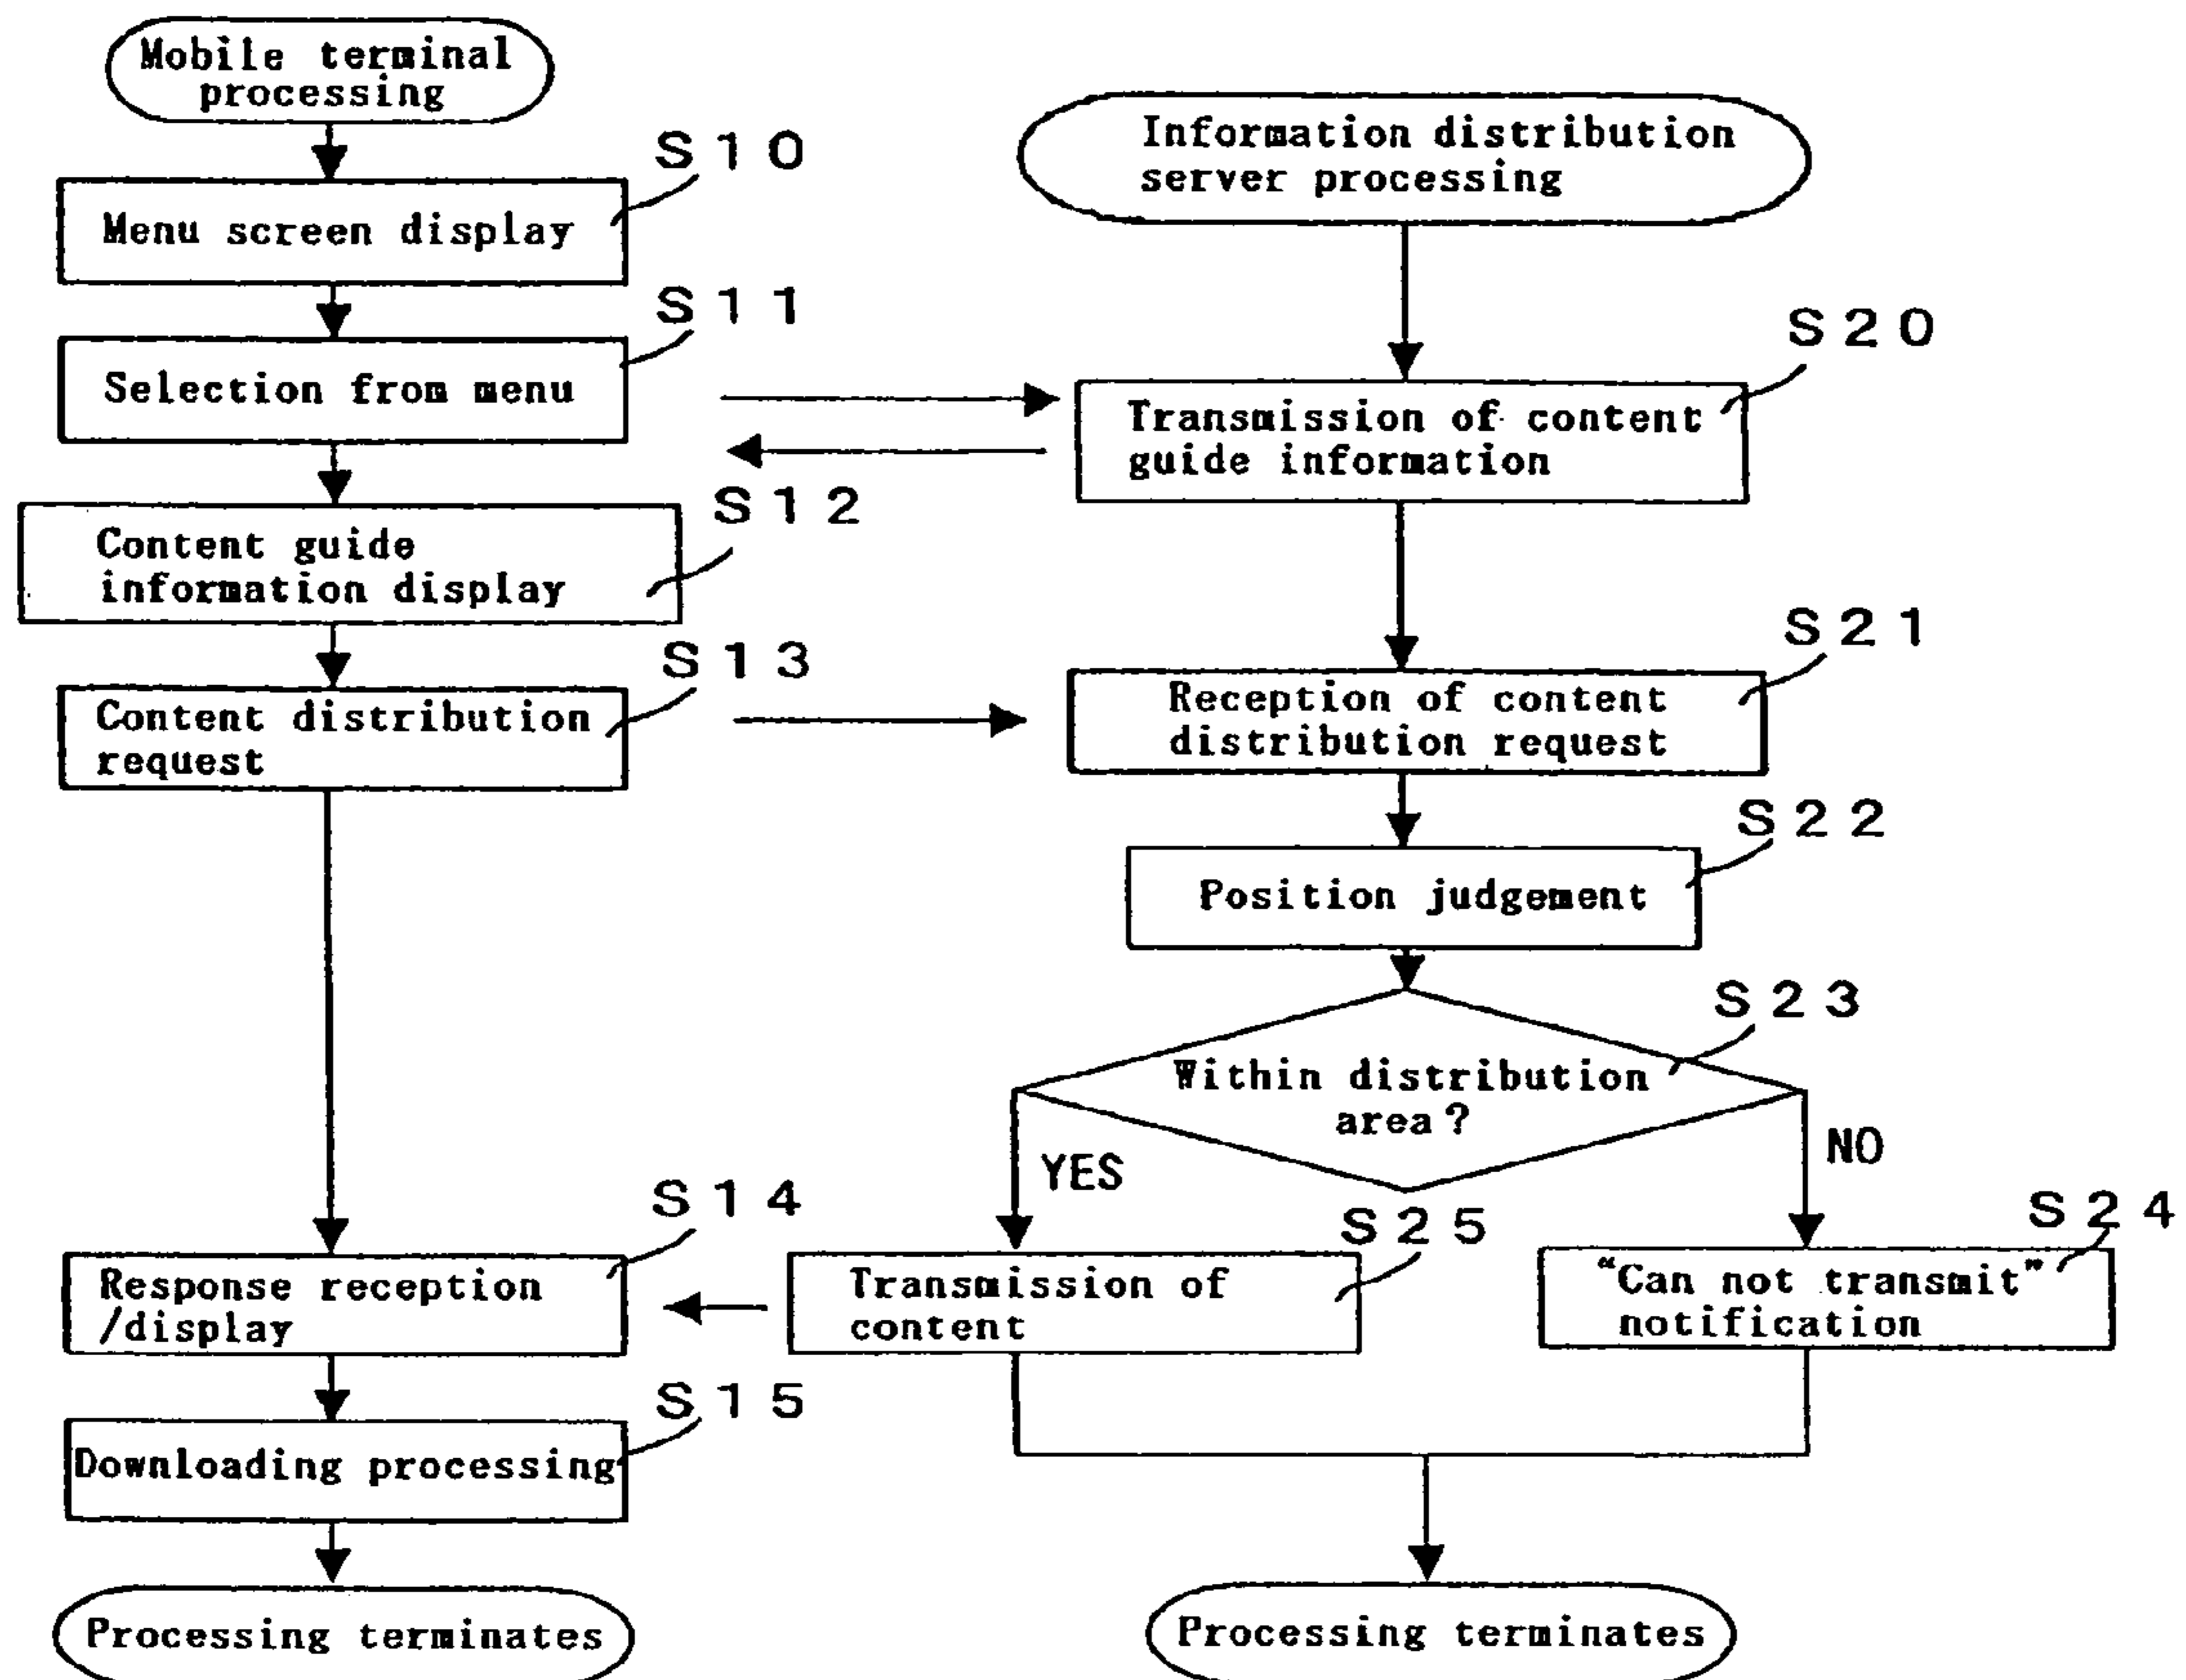 Mobile terminal
processing
S10
Menu screen display
S11
Selection from menu
S12
Content guide
information display
S13
Content distribution
request
S14
Response reception
/display
S15
Downloading processing
Processing terminates
Information distribution
server processing
S20
Transmission of content
guide information
S21
Reception of content
distribution request
S22
Position judgement
S23
Within distribution
area?
YES
NO
S25
Transmission of
content
S24
“Can not transmit”
notification
Processing terminates